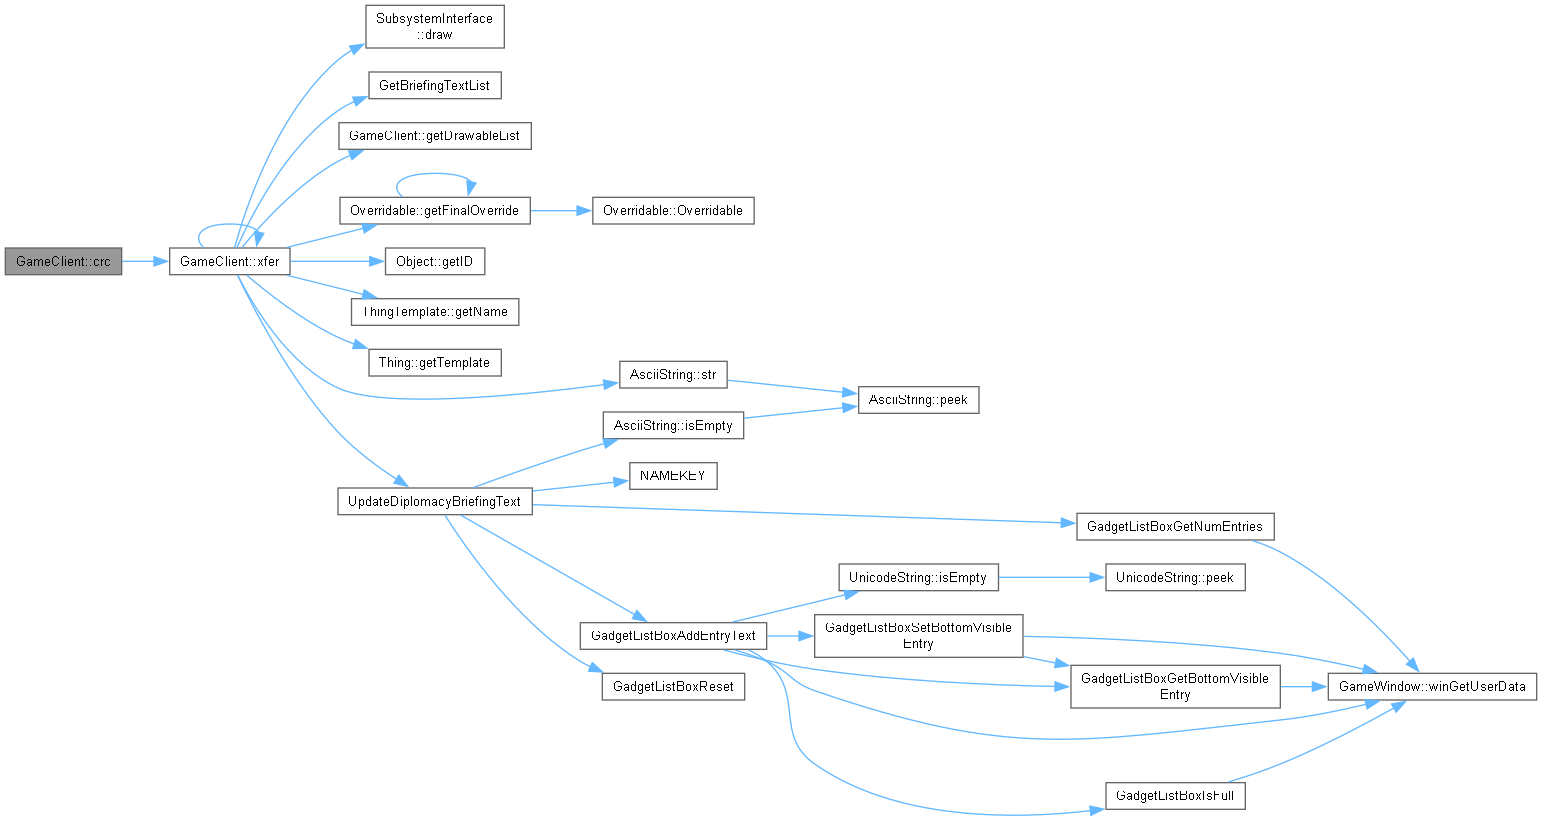 SubsystemInterface
::draw
GetBriefingTextList
GameClient::getDrawableList
Overridable::getFinalOverride
Overridable::Overridable
GameClient::crc
GameClient::xfer
Object::getID
ThingTemplate::getName
Thing::getTemplate
AsciiString::str
AsciiString::peek
AsciiString::isEmpty
NAMEKEY
UpdateDiplomacyBriefingText
GadgetListBoxGetNumEntries
UnicodeString::isEmpty
UnicodeString::peek
GadgetListBoxAddEntryText
GadgetListBoxSetBottomVisible
Entry
GadgetListBoxReset
GadgetListBoxGetBottomVisible
Entry
GameWindow::winGetUserData
GadgetListBoxIsFull